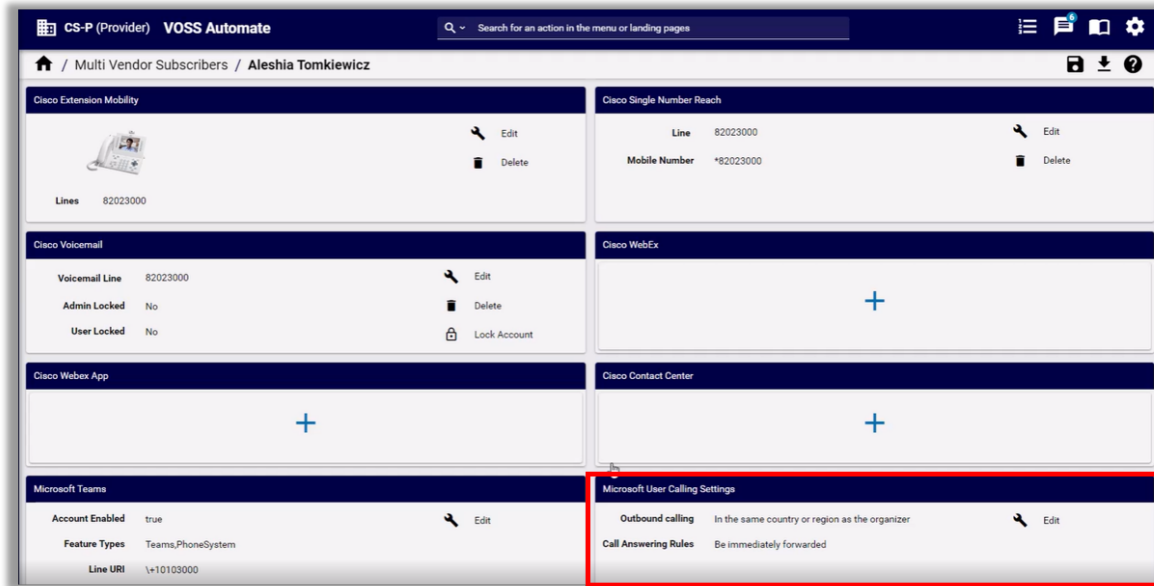 CS-P (Provider) VOSS Automate
Search for an action in the menu or landing pages
6
/ Multi Vendor Subscribers / Aleshia Tomkiewicz
Cisco Extension Mobility
Edit
Delete
Lines 82023000
Cisco Single Number Reach
Line 82023000
Edit
Mobile Number *82023000
Delete
Cisco Voicemail
Voicemail Line 82023000
Edit
Admin Locked No
Delete
User Locked No
Lock Account
Cisco WebEx
Cisco Webex App
Cisco Contact Center
Microsoft Teams
Account Enabled true
Edit
Feature Types Teams,PhoneSystem
Line URI \+10103000
Microsoft User Calling Settings
Outbound calling In the same country or region as the organizer
Edit
Call Answering Rules Be immediately forwarded